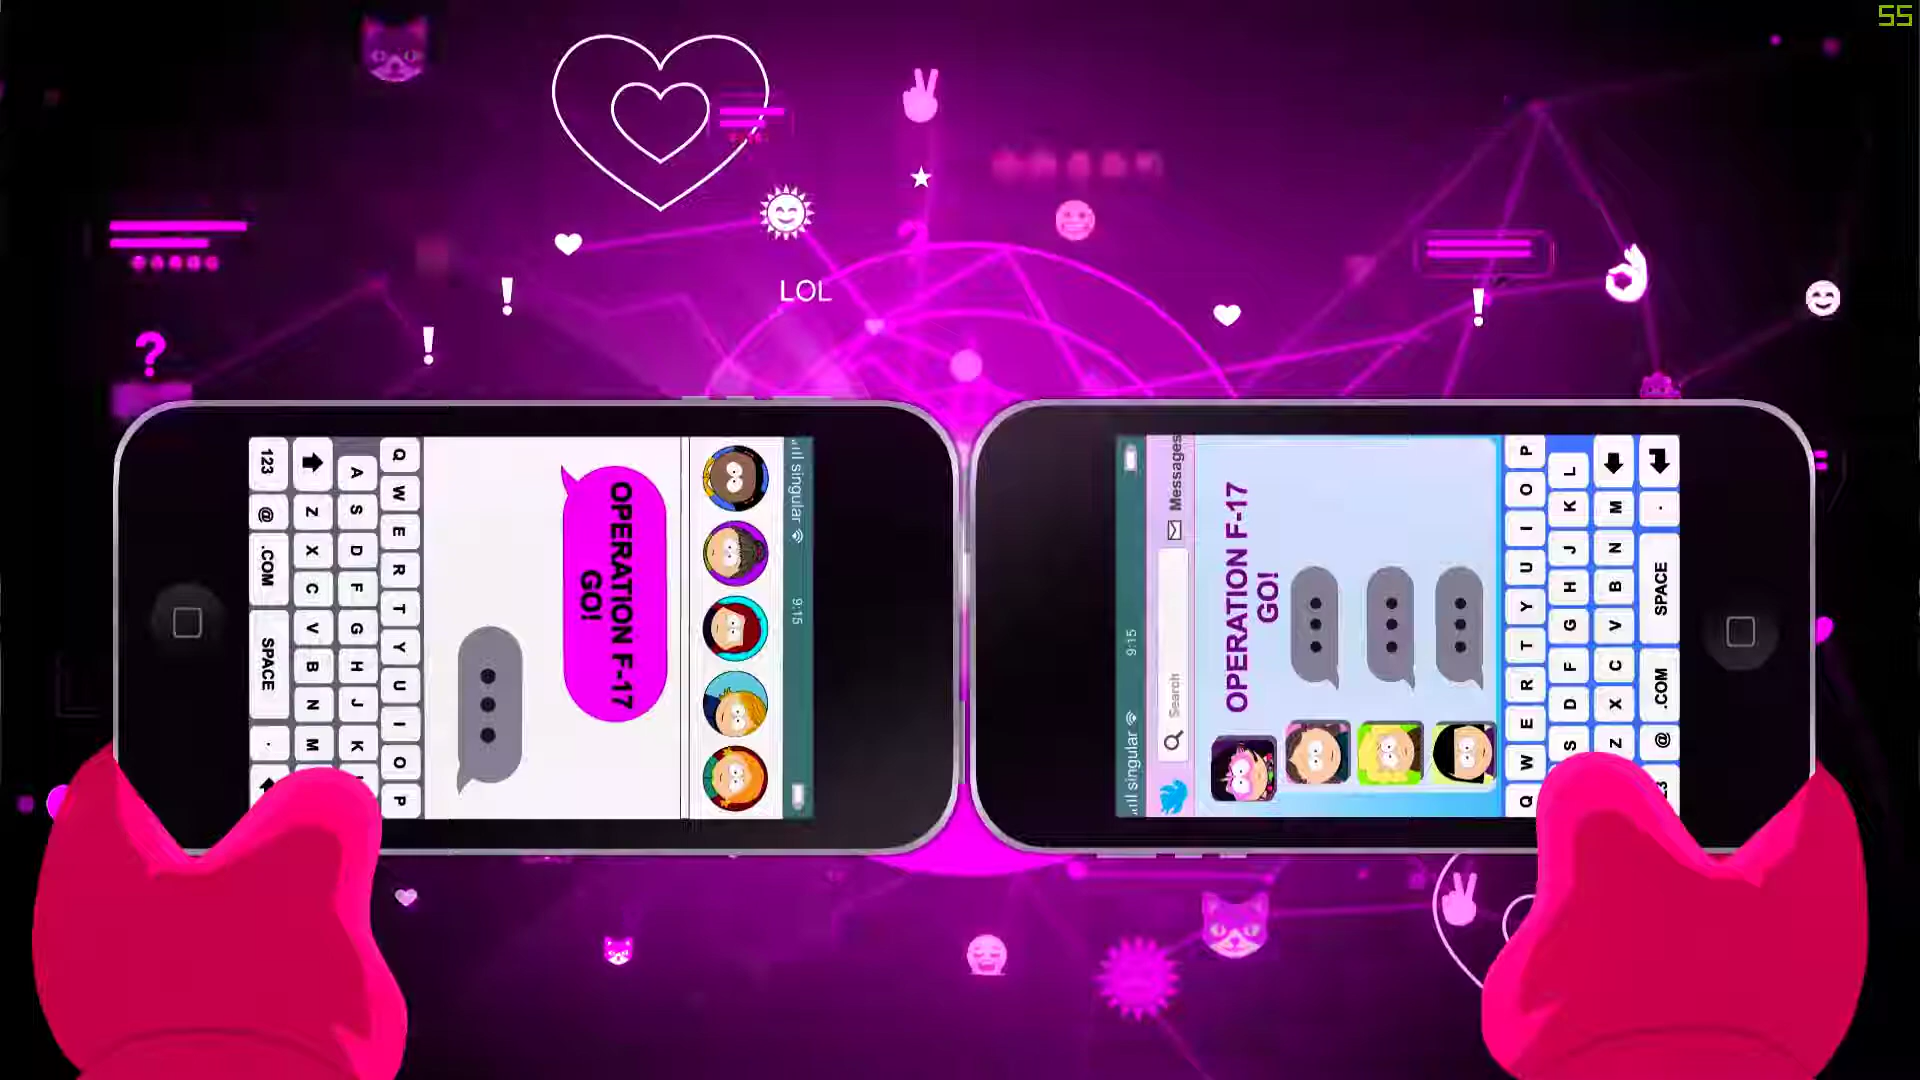 55
LOL
singular 9:15
OPERATION F-17
GO!
Q W E R T Y U I O P
A S D F G H J K
Z X C V B N M
123 @ .COM SPACE .
singular 9:15
Messages
Search
OPERATION F-17
GO!
Q W E R T Y U I O P
S D F G H J K L
Z X C V B N M
@ .COM SPACE .